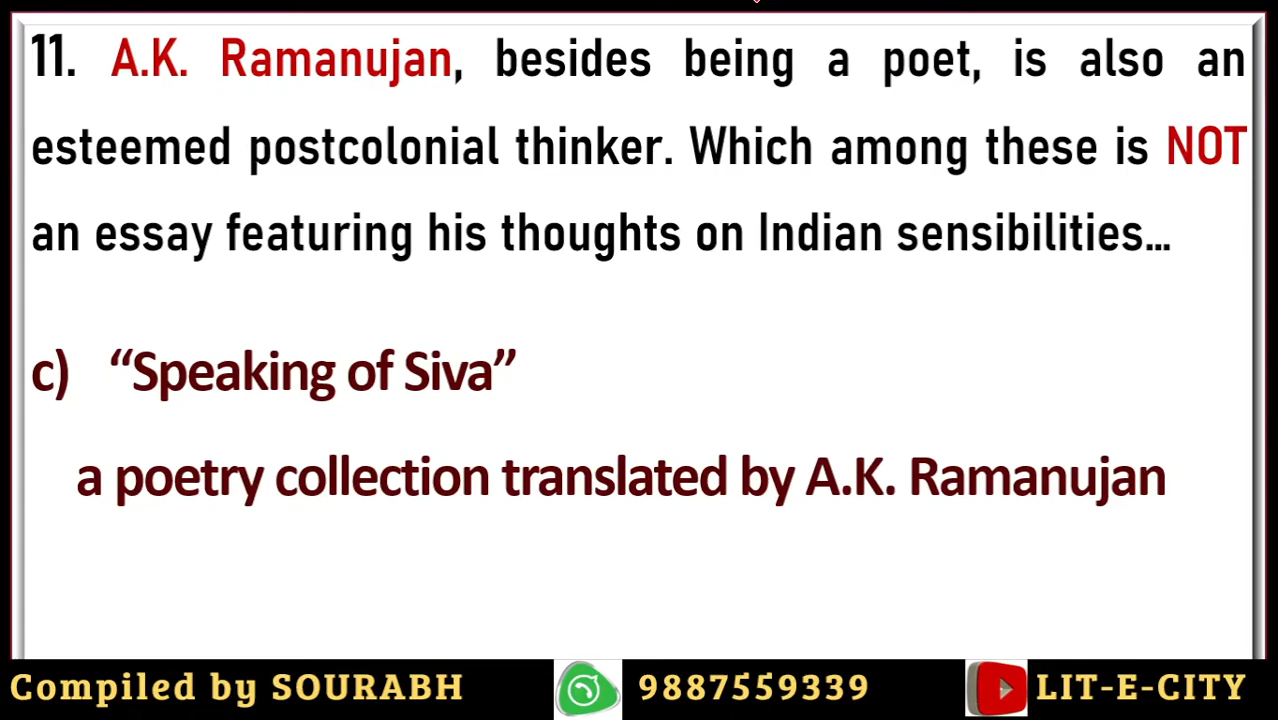 11. A.K. Ramanujan, besides being a poet, is also an
esteemed postcolonial thinker. Which among these is NOT
an essay featuring his thoughts on Indian sensibilities...
c) “Speaking of Siva”
a poetry collection translated by A.K. Ramanujan
Compiled by SOURABH 9887559339 LIT-E-CITY